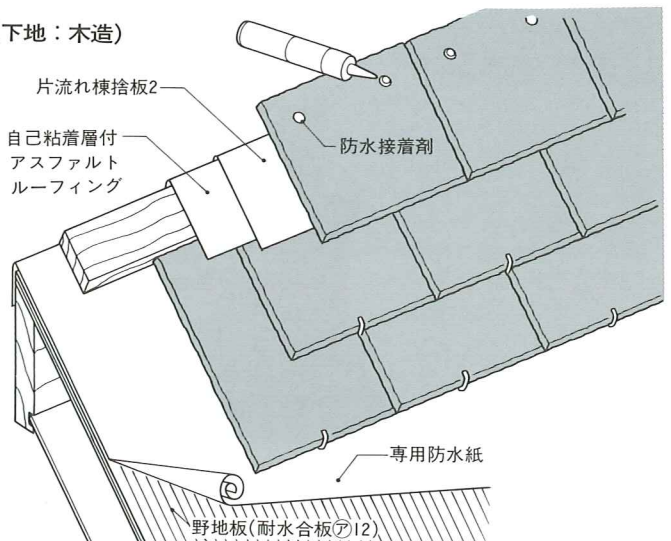 下地：木造)
片流れ棟捨板2
自己粘着層付
アスファルト
ルーフィング
防水接着剤
専用防水紙
野地板(耐水合板㋐12)